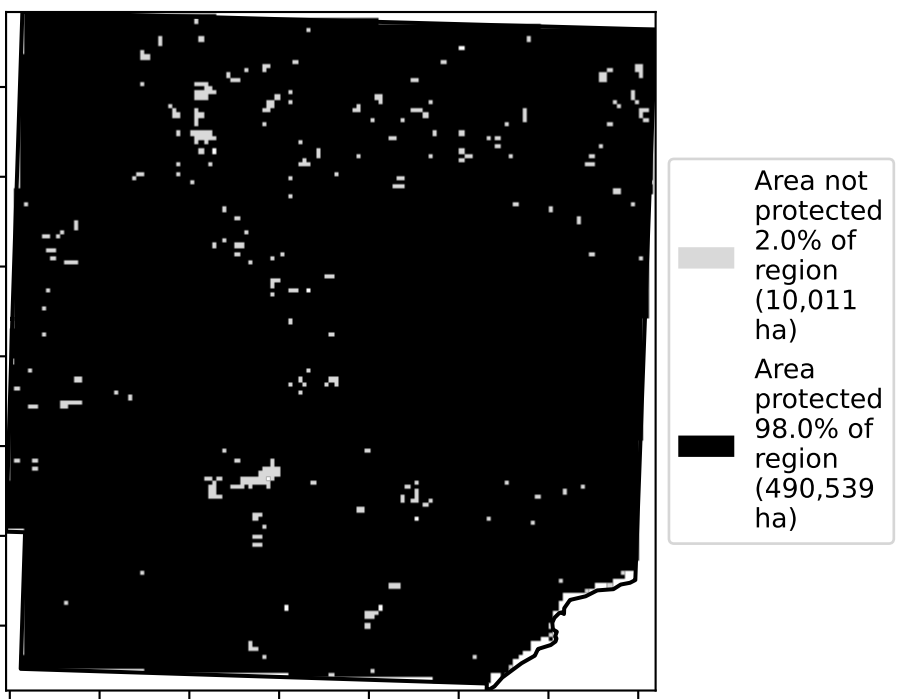 Area not
protected
2.0% of
region
(10,011
ha)
Area
protected
98.0% of
region
(490,539
ha)